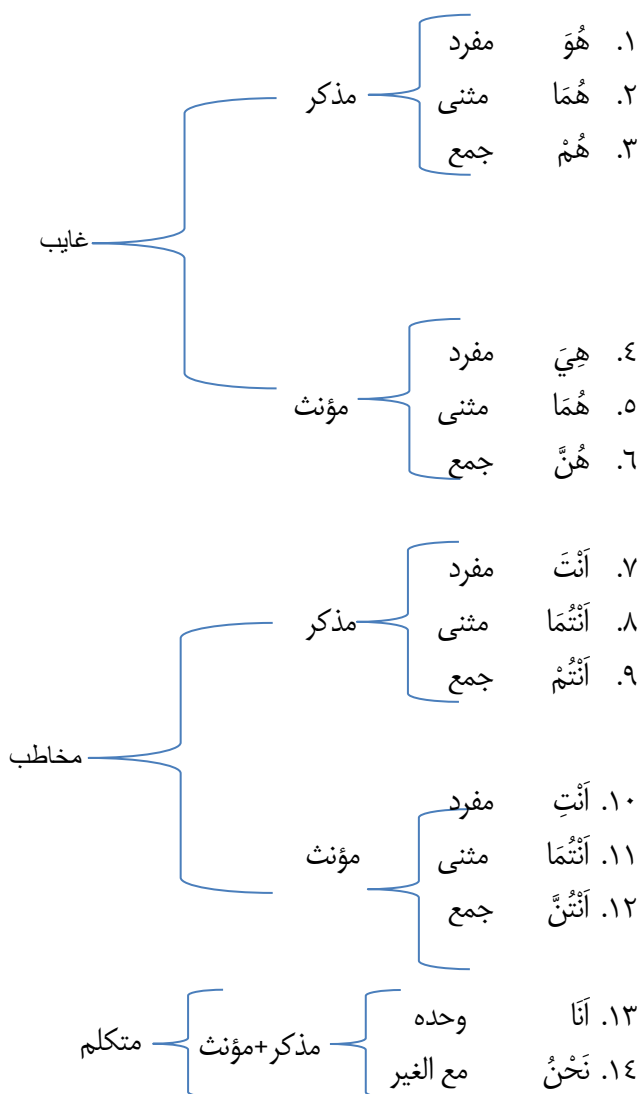 ١. هُوَ مفرد
٢. هُمَا مثنى مذكر
٣. هُمْ جمع
غایب
٤. هِيَ مفرد
٥. هُمَا مثنى مؤنث
٦. هُنَّ جمع
٧. اَنْتَ مفرد
٨. اَنْتُمَا مثنى مذكر
٩. اَنْتُمْ جمع
مخاطب
١٠. اَنْتِ مفرد
١١. اَنْتُمَا مثنى مؤنث
١٢. اَنْتُنَّ جمع
١٣. اَنَا وحده
مذكر+مؤنث متكلم
١٤. نَحْنُ مع الغير